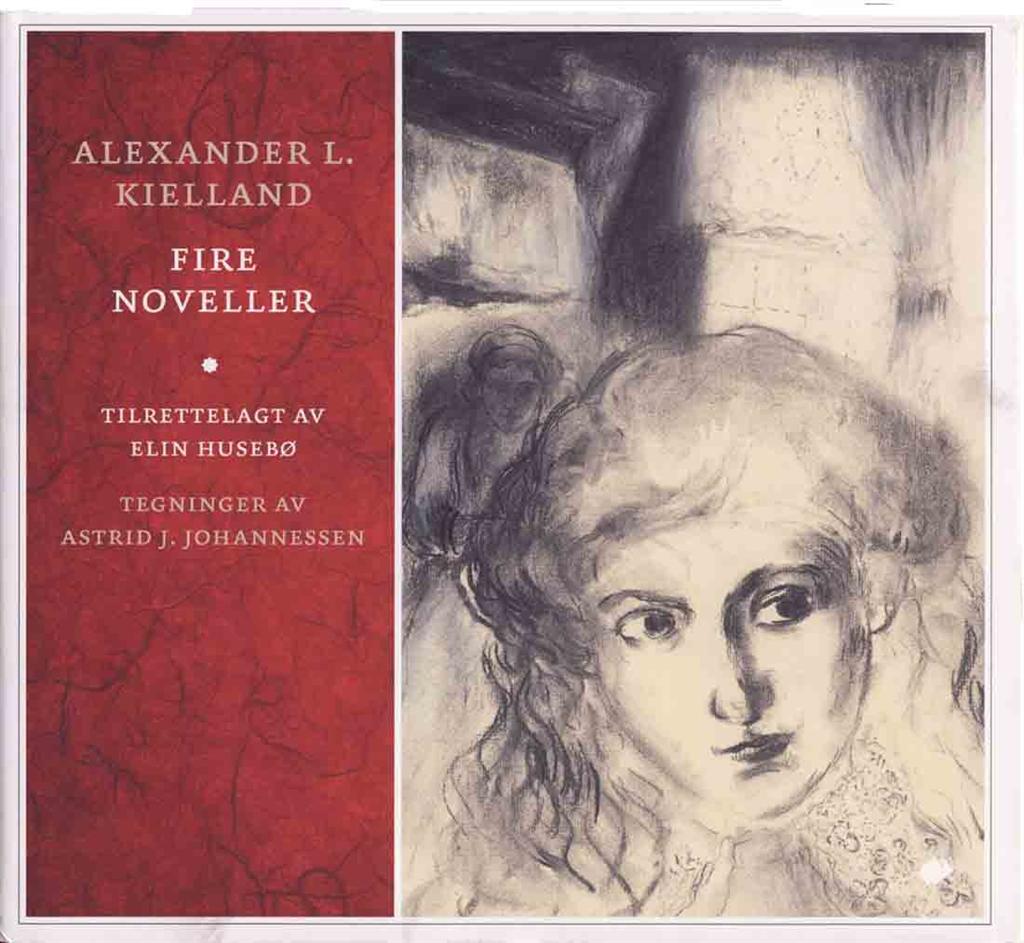 ALEXANDER L.
KIELLAND
FIRE
NOVELLER
TILRETTELAGT AV
ELIN HUSEBØ
TEGNINGER AV
ASTRID J. JOHANNESSEN